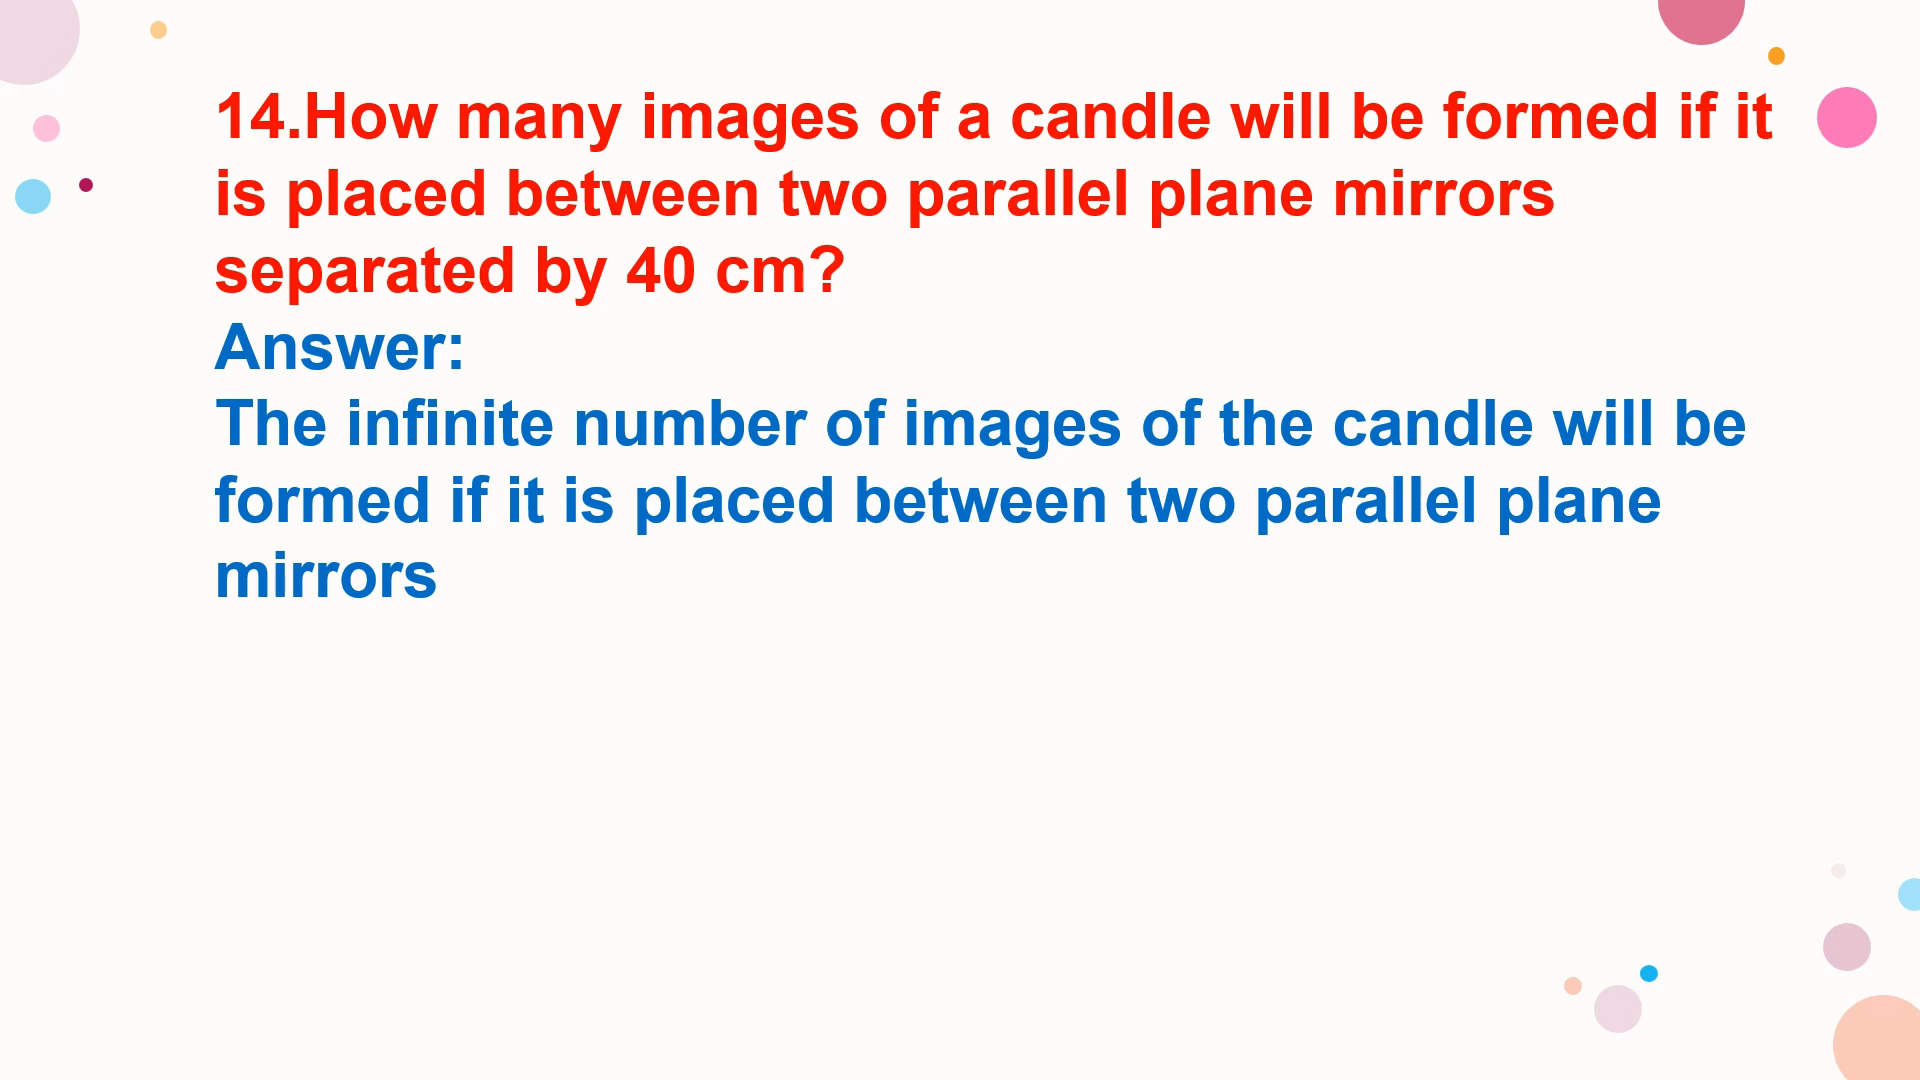 14.How many images of a candle will be formed if it
is placed between two parallel plane mirrors
separated by 40 cm?
Answer:
The infinite number of images of the candle will be
formed if it is placed between two parallel plane
mirrors